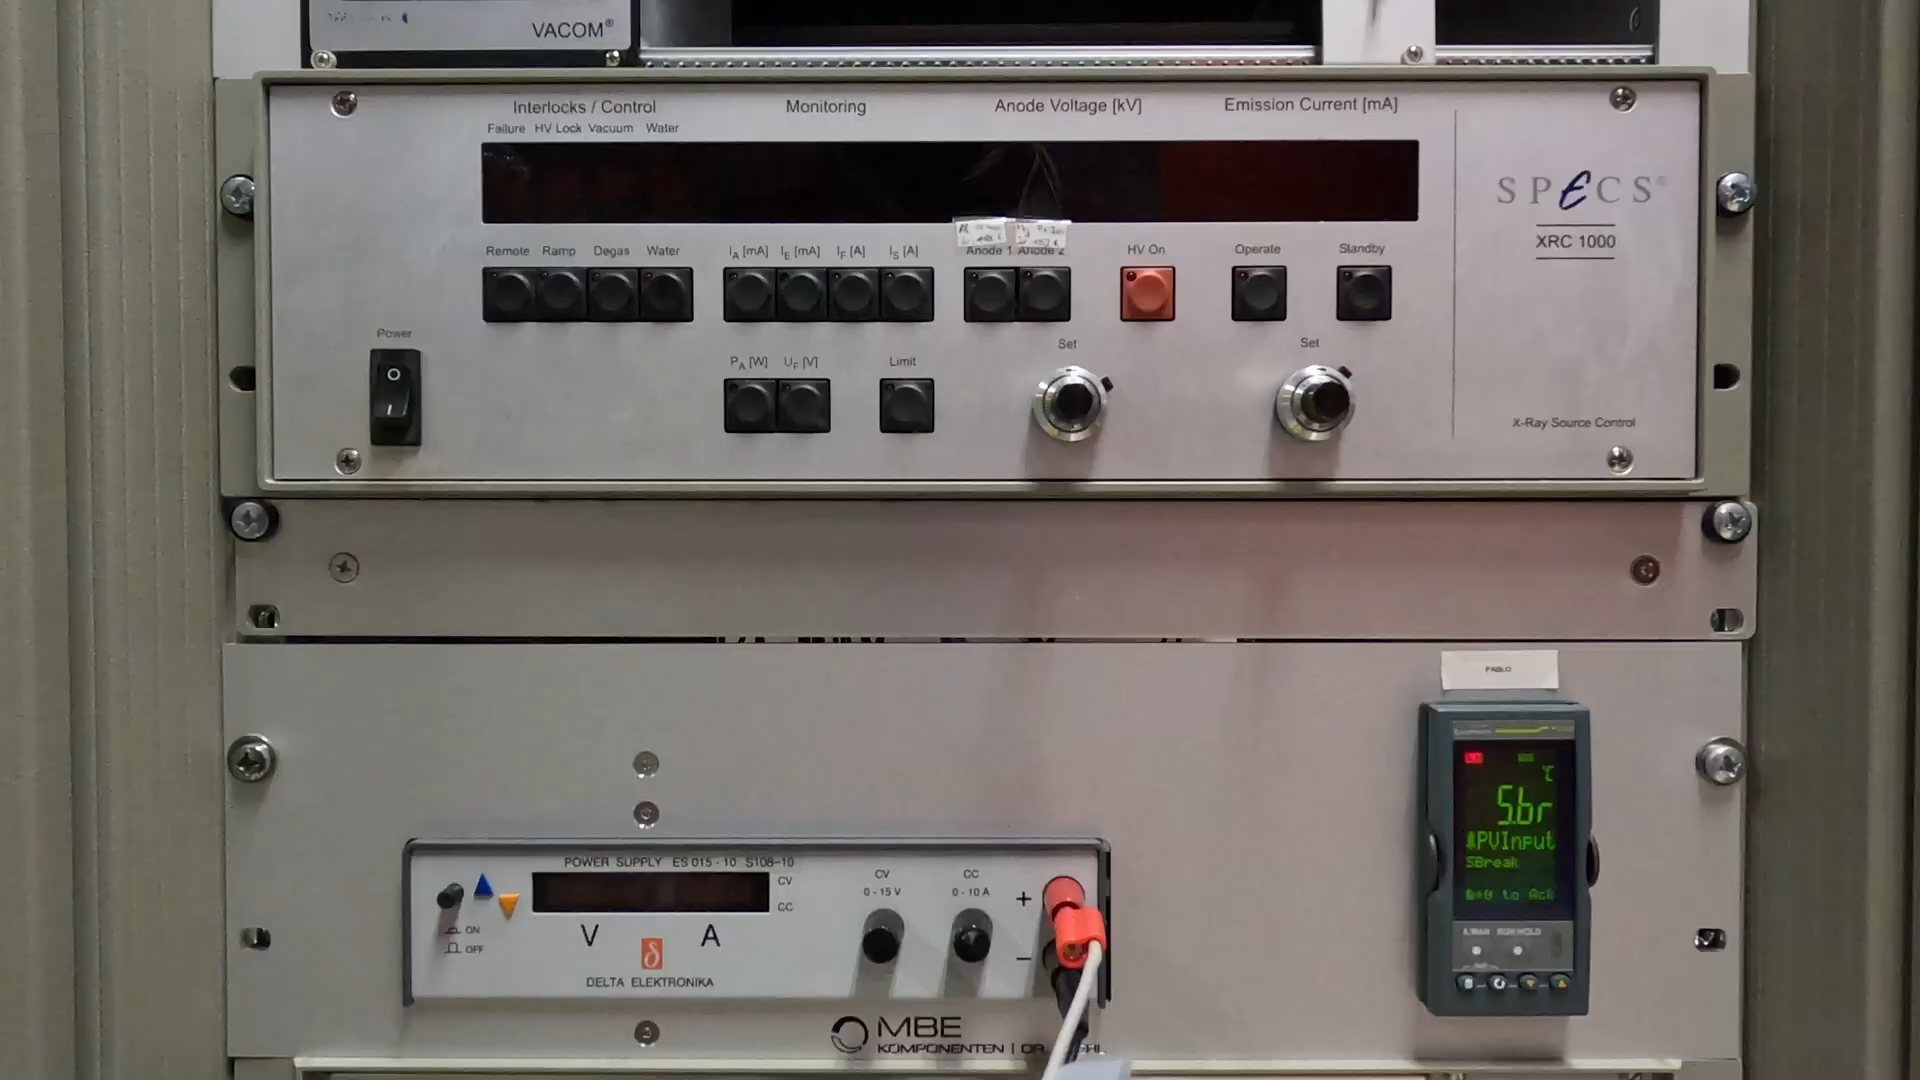 VACOM®
Interlocks / Control
Monitoring
Anode Voltage [kV]
Emission Current [mA]
Failure HV Lock Vacuum Water
SPECS®
XRC 1000
Remote Ramp Degas Water
IA [mA] IE [mA] IF [A] IS [A]
Anode 1 Anode 2
HV On
Operate
Standby
Power
O
I
PA [W] UF [V]
Limit
Set
Set
X-Ray Source Control
PABLO
°C
S.br
PVInput
SBreak
to Ack
RUN HOLD
POWER SUPPLY ES 015 - 10 S108-10
CV
CC
CV
0 - 15 V
CC
0 - 10 A
+
−
ON
OFF
V
A
δ
DELTA ELEKTRONIKA
MBE
KOMPONENTEN